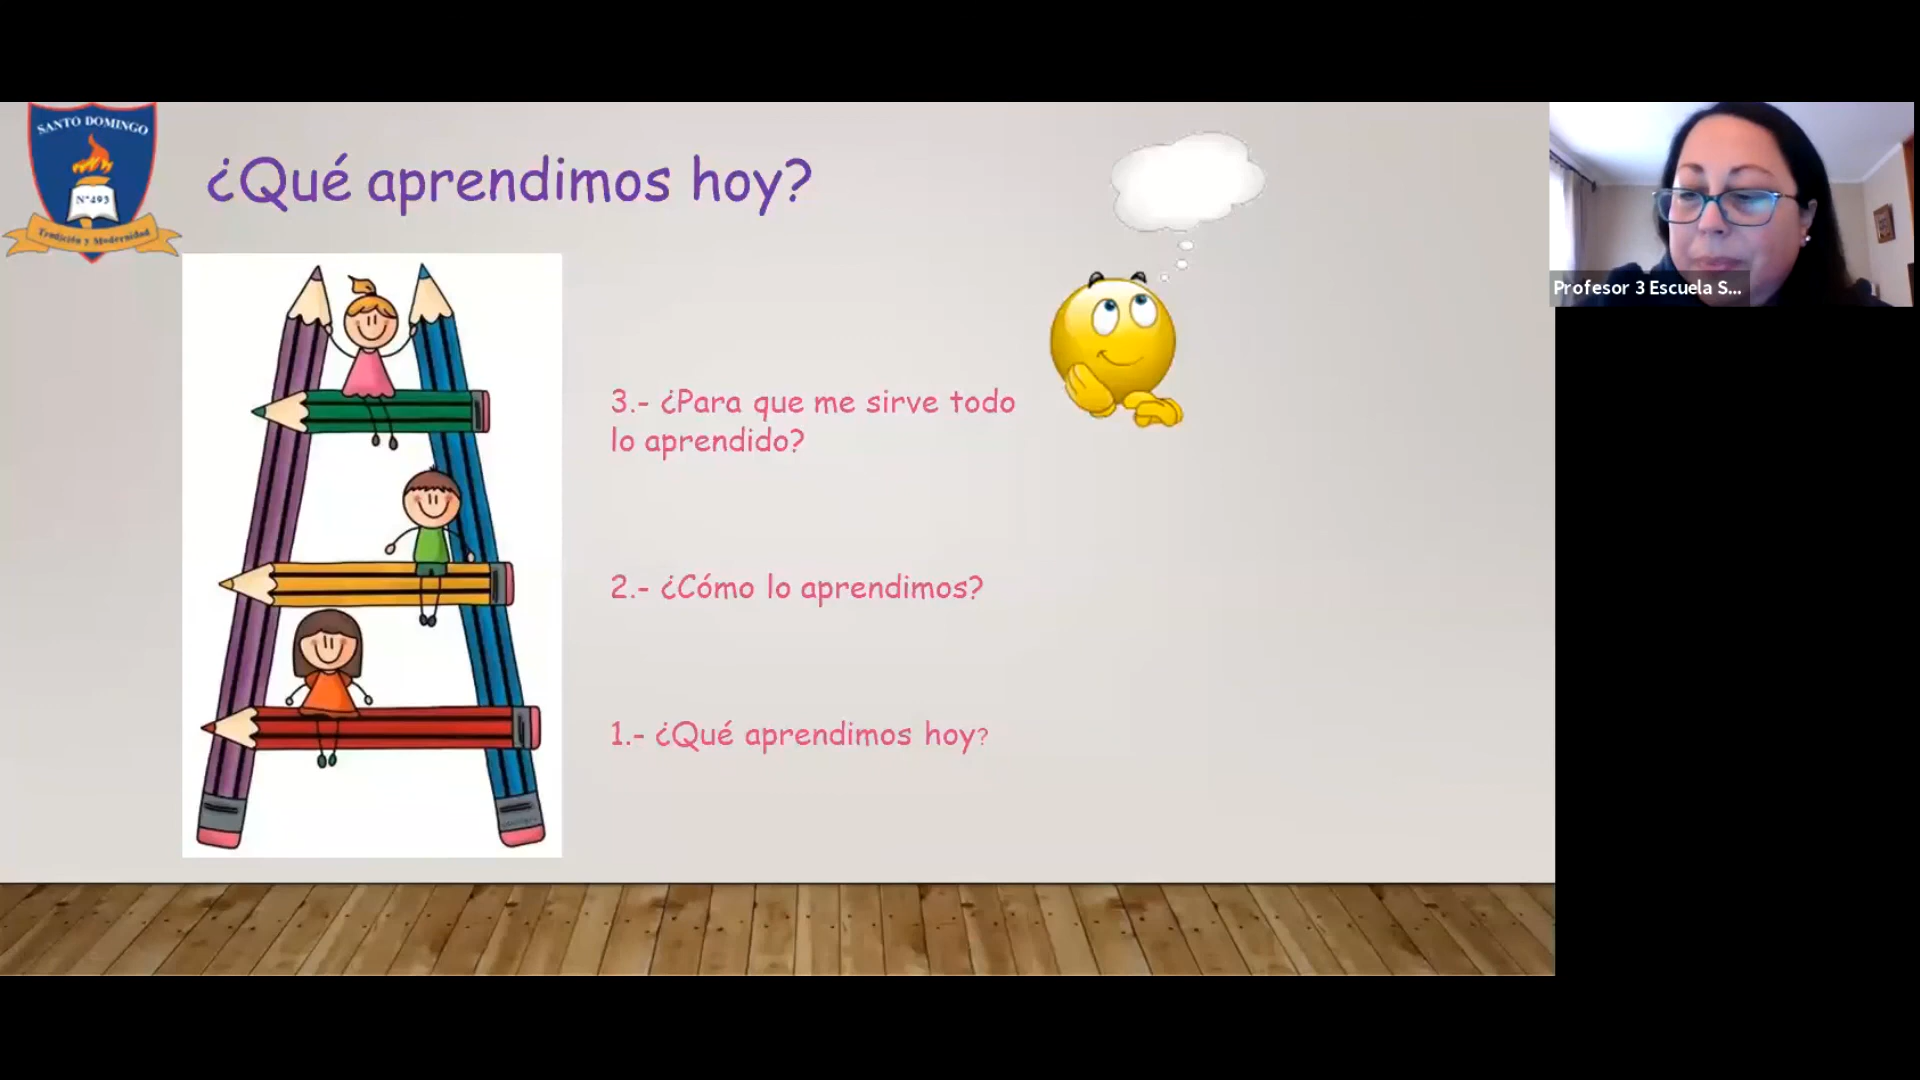 SANTO DOMINGO
N°493
Tradición y Modernidad
¿Qué aprendimos hoy?
3.- ¿Para que me sirve todo
lo aprendido?
2.- ¿Cómo lo aprendimos?
1.- ¿Qué aprendimos hoy?
Profesor 3 Escuela S...